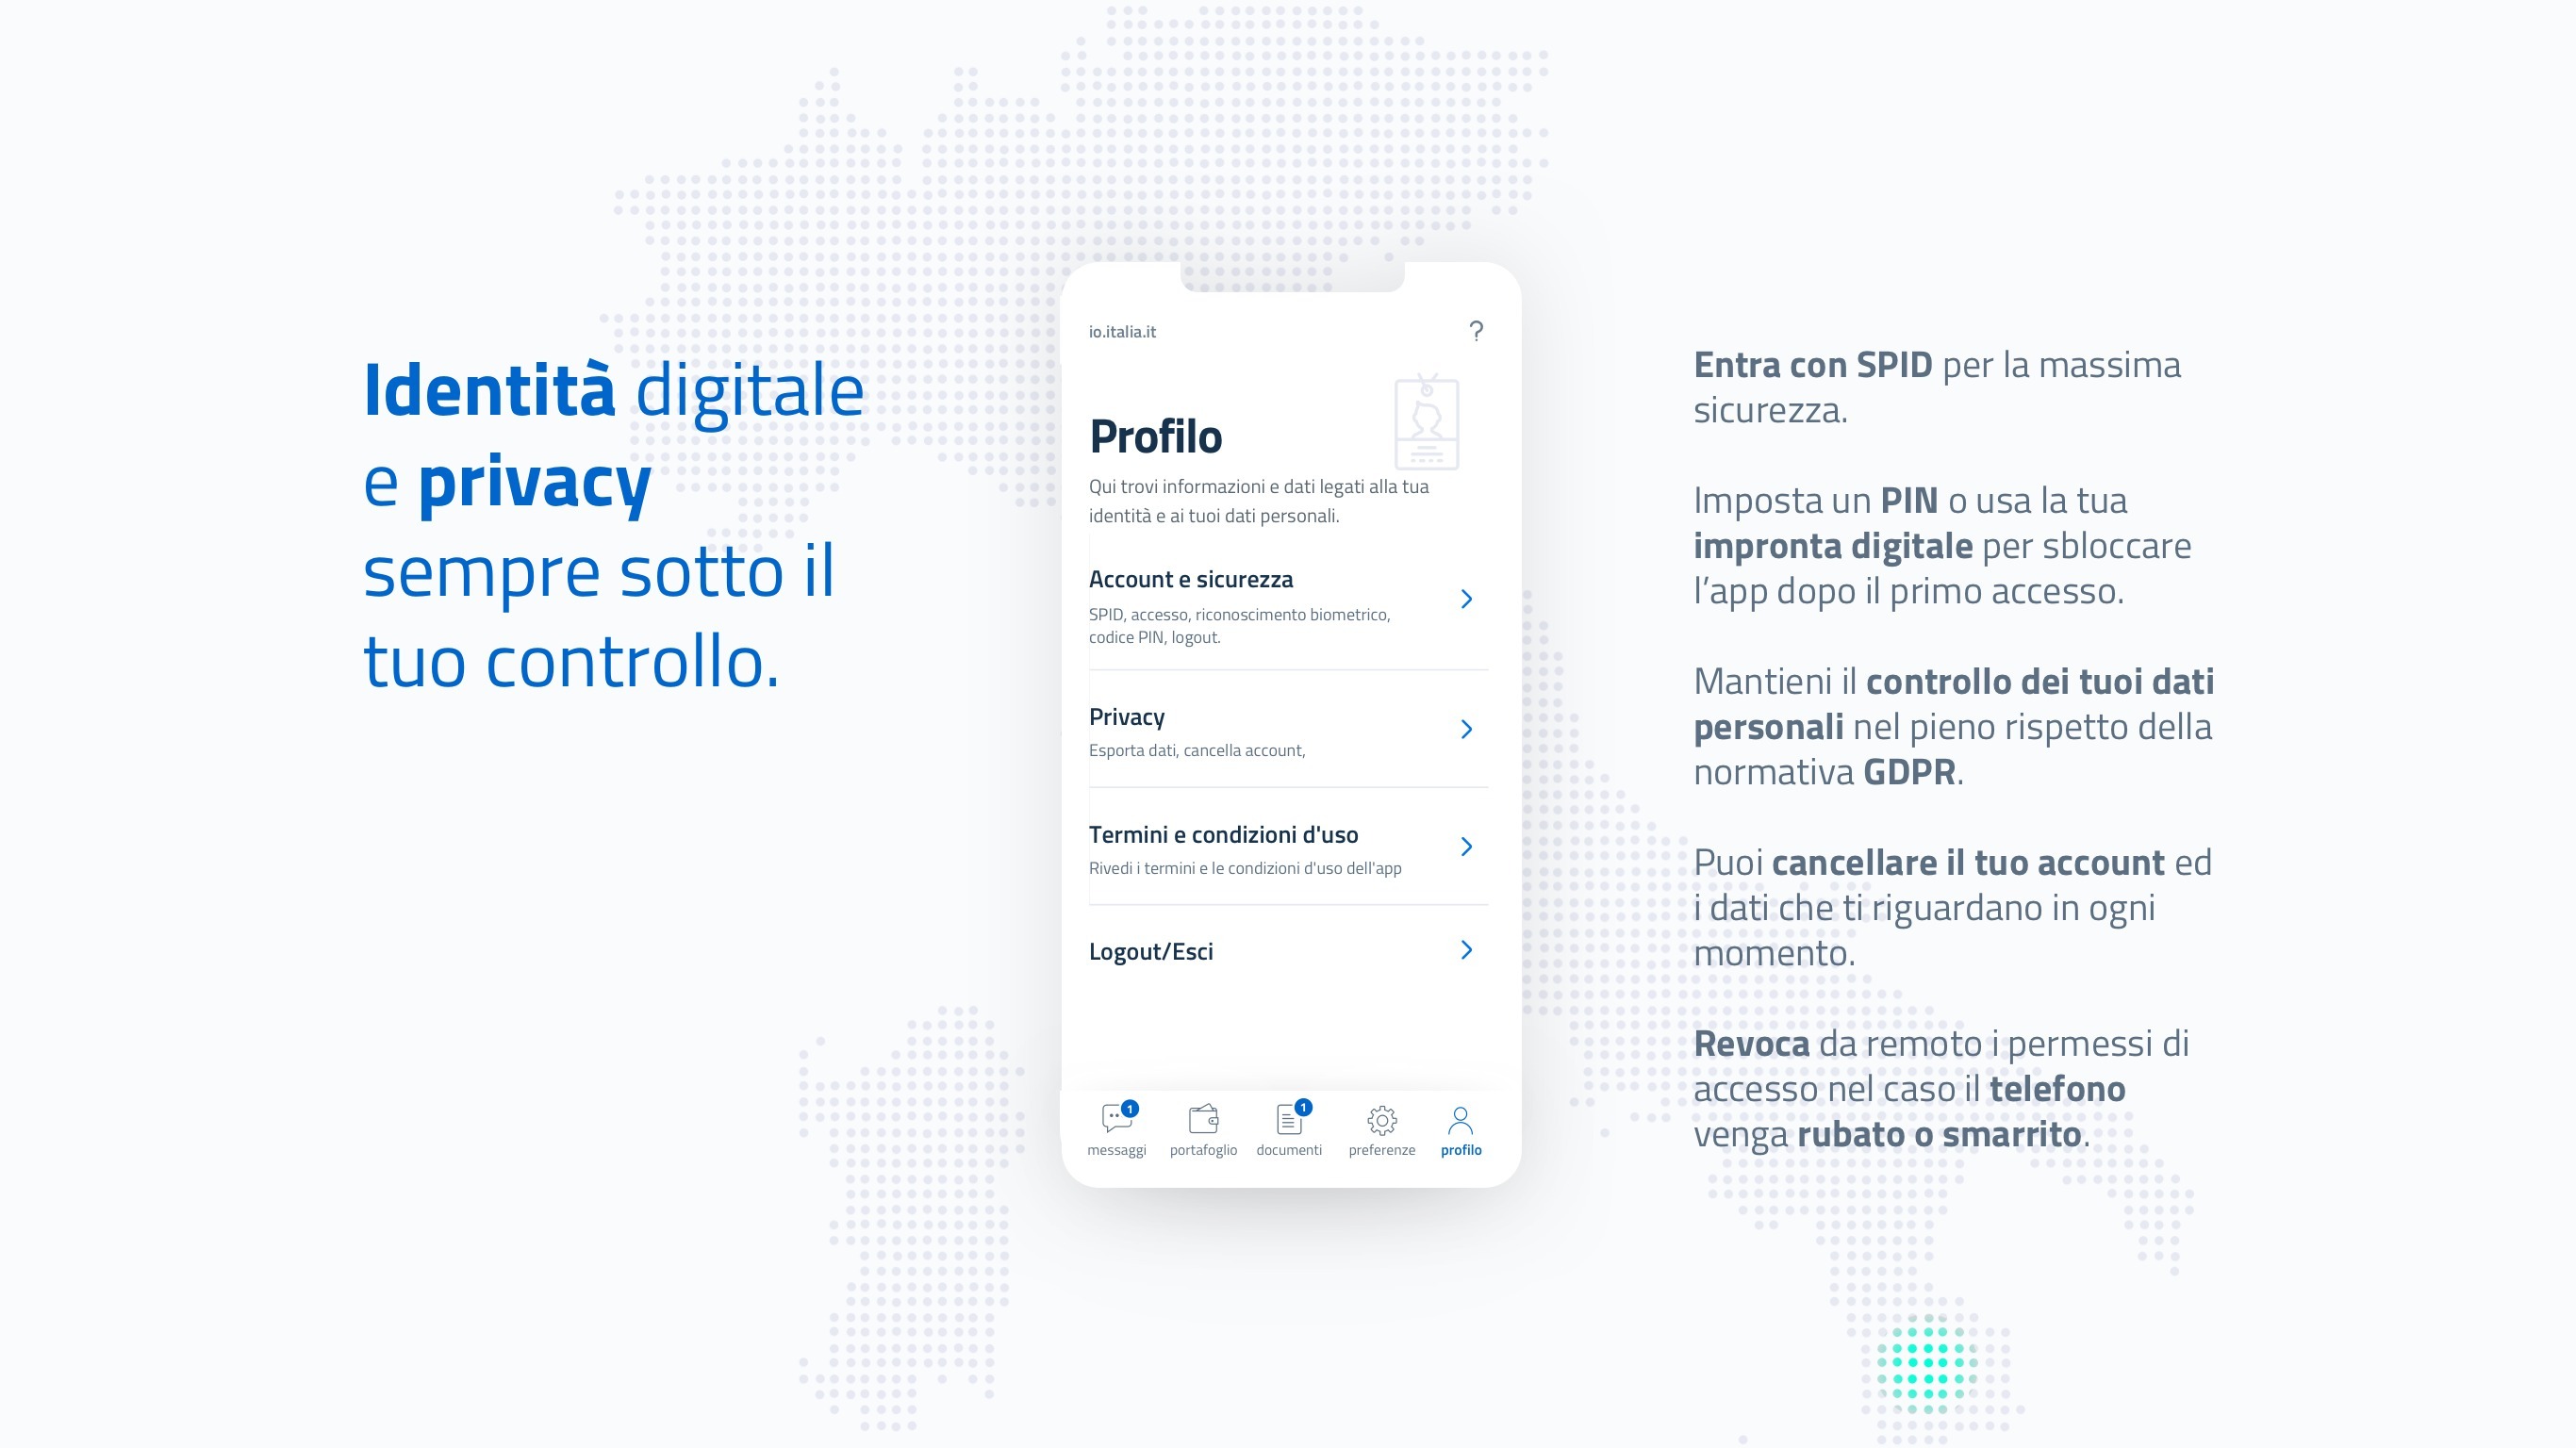 Identità digitale
e privacy
sempre sotto il
tuo controllo.
io.italia.it
?
Profilo
Qui trovi informazioni e dati legati alla tua
identità e ai tuoi dati personali.
Account e sicurezza
SPID, accesso, riconoscimento biometrico,
codice PIN, logout.
Privacy
Esporta dati, cancella account,
Termini e condizioni d'uso
Rivedi i termini e le condizioni d'uso dell'app
Logout/Esci
1
1
messaggi portafoglio documenti preferenze profilo
Entra con SPID per la massima
sicurezza.
Imposta un PIN o usa la tua
impronta digitale per sbloccare
l’app dopo il primo accesso.
Mantieni il controllo dei tuoi dati
personali nel pieno rispetto della
normativa GDPR.
Puoi cancellare il tuo account ed
i dati che ti riguardano in ogni
momento.
Revoca da remoto i permessi di
accesso nel caso il telefono
venga rubato o smarrito.